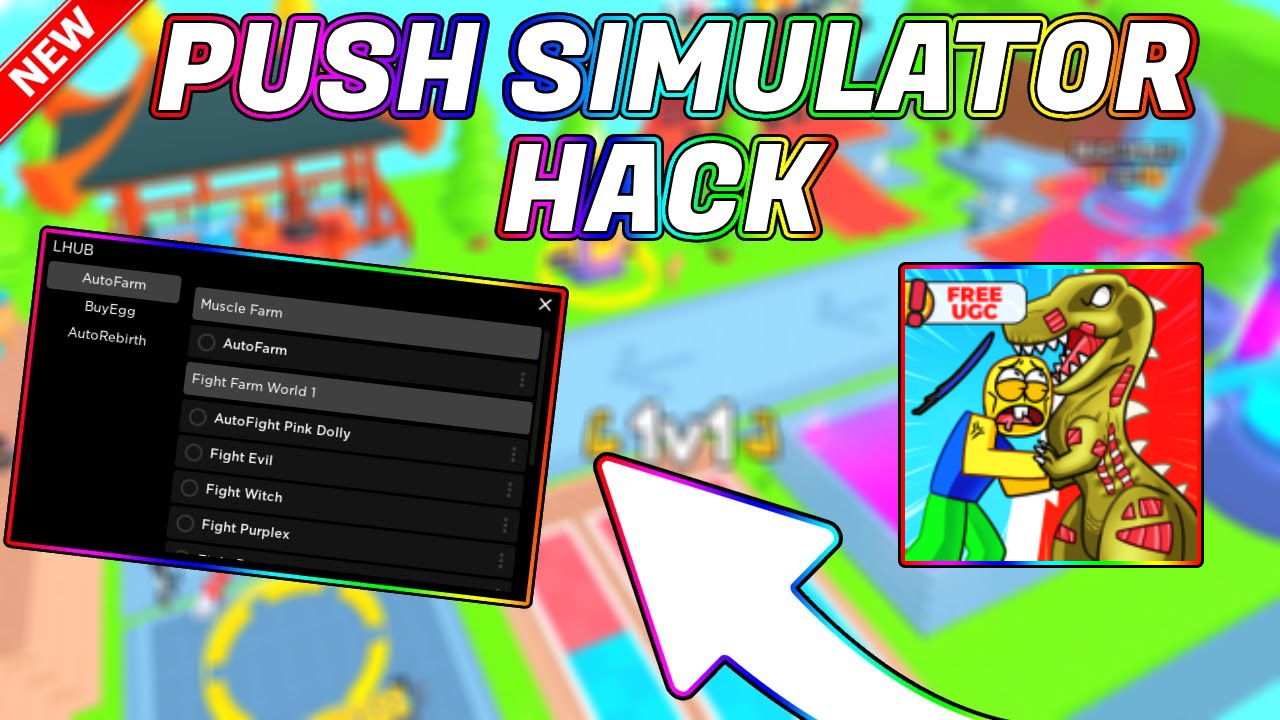 NEW
PUSH SIMULATOR
HACK
LHUB
AutoFarm
BuyEgg
AutoRebirth
Muscle Farm
AutoFarm
Fight Farm World 1
AutoFight Pink Dolly
Fight Evil
Fight Witch
Fight Purplex
1v1
FREE
UGC